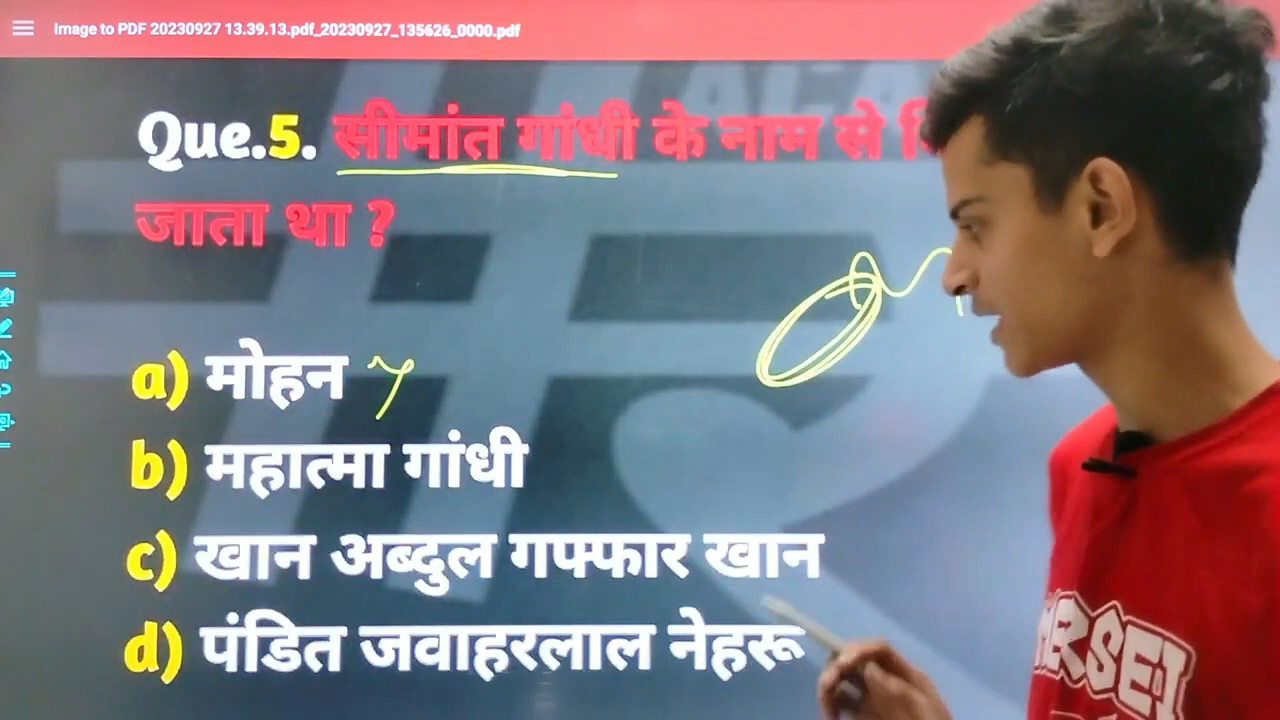 Image to PDF 20230927 13.39.13.pdf_20230927_135626_0000.pdf
Que.5. सीमांत गांधी के नाम से
जाता था ?
a) मोहन
b) महात्मा गांधी
c) खान अब्दुल गफ्फार खान
d) पंडित जवाहरलाल नेहरू